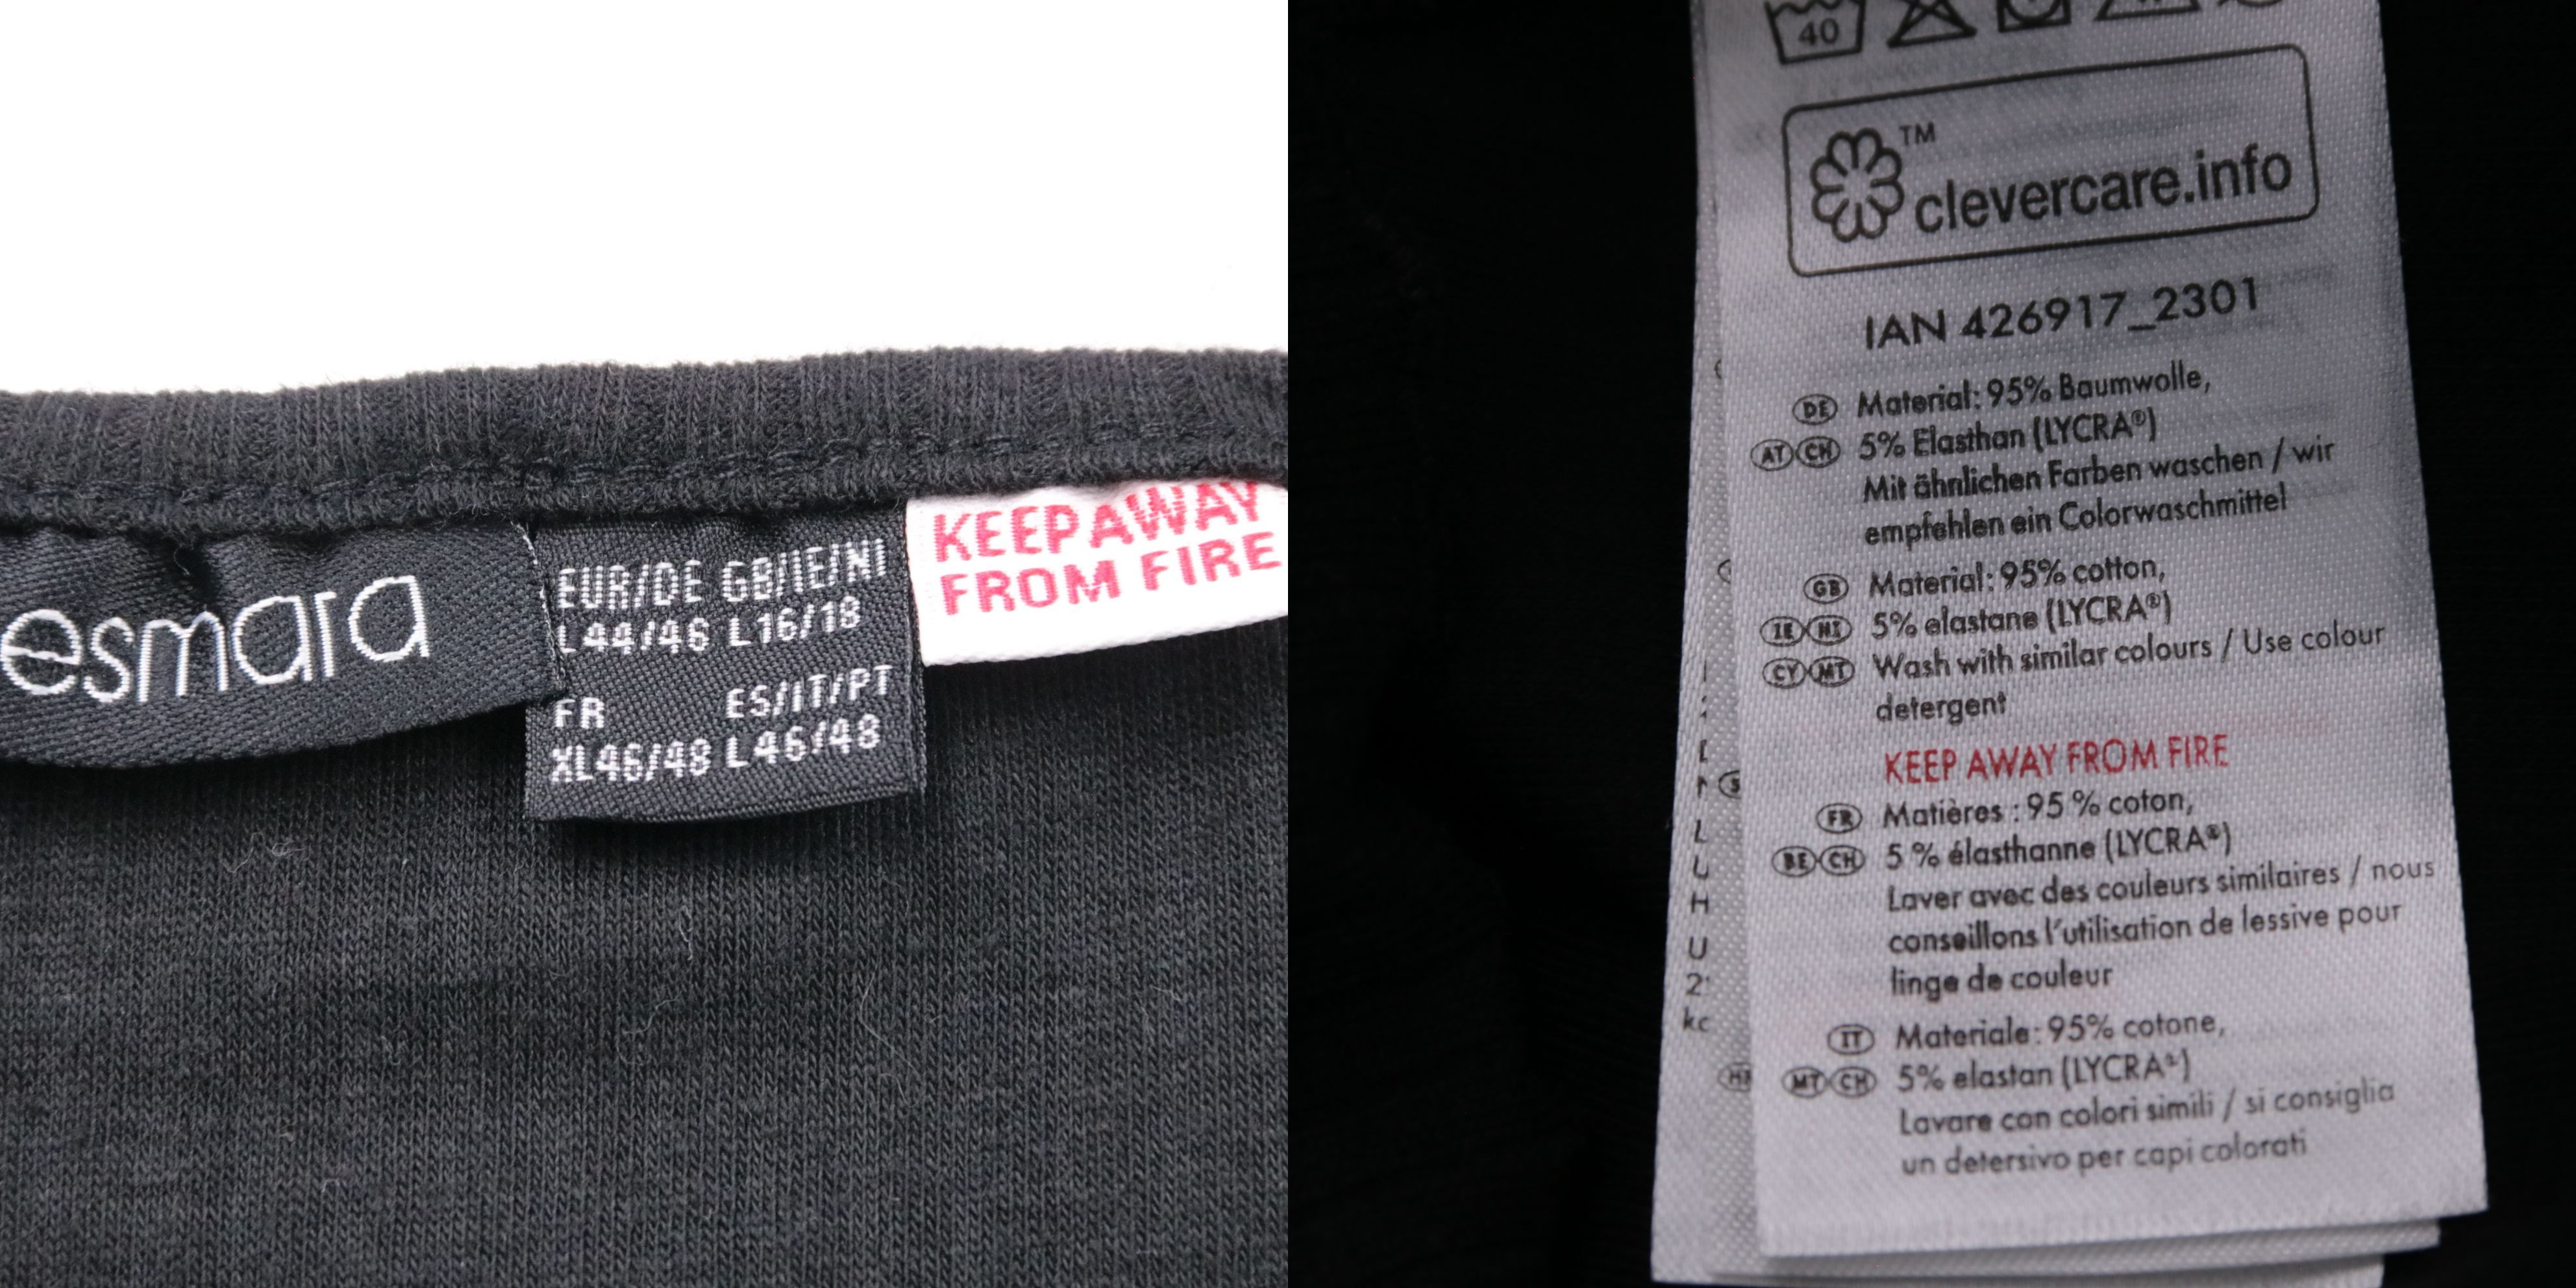 esmara
EUR/DE GB/IE/NI
L44/46 L16/18
FR ES/IT/PT
XL46/48 L46/48
KEEP AWAY
FROM FIRE
40
TM
clevercare.info
IAN 426917_2301
DE Material: 95% Baumwolle,
AT CH 5% Elasthan (LYCRA®)
Mit ähnlichen Farben waschen / wir
empfehlen ein Colorwaschmittel
GB Material: 95% cotton,
IE NI 5% elastane (LYCRA®)
CY MT Wash with similar colours / Use colour
detergent
KEEP AWAY FROM FIRE
FR Matières : 95 % coton,
BE CH 5 % élasthanne (LYCRA®)
Laver avec des couleurs similaires / nous
conseillons l'utilisation de lessive pour
linge de couleur
IT Materiale: 95% cotone,
MT CH 5% elastan (LYCRA®)
Lavare con colori simili / si consiglia
un detersivo per capi colorati